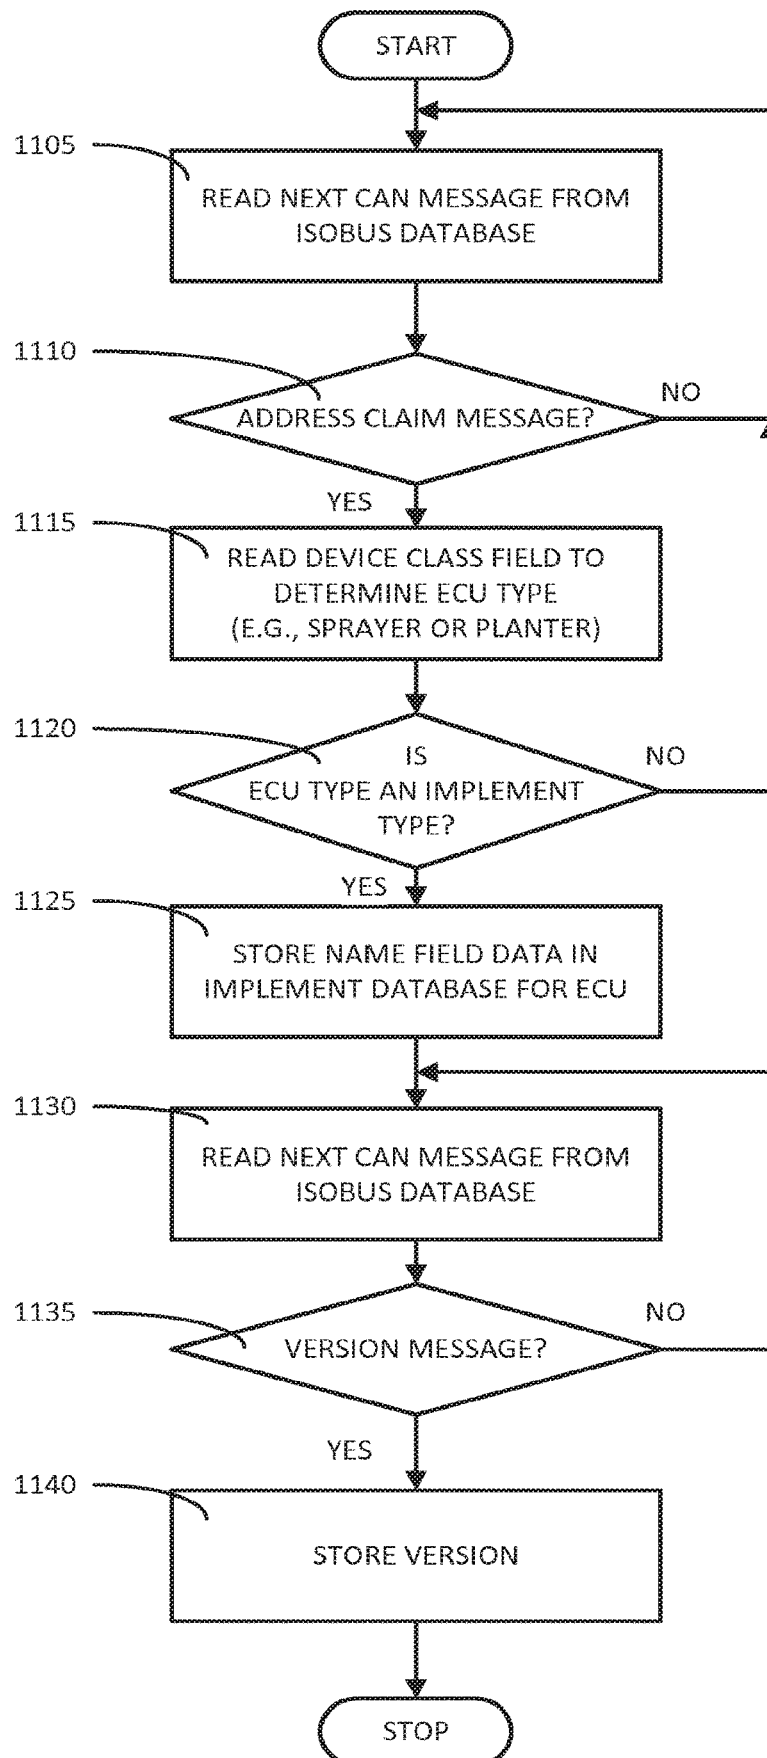 START
1105
READ NEXT CAN MESSAGE FROM
ISOBUS DATABASE
1110
ADDRESS CLAIM MESSAGE?
NO
YES
1115
READ DEVICE CLASS FIELD TO
DETERMINE ECU TYPE
(E.G., SPRAYER OR PLANTER)
1120
IS
ECU TYPE AN IMPLEMENT
TYPE?
NO
YES
1125
STORE NAME FIELD DATA IN
IMPLEMENT DATABASE FOR ECU
1130
READ NEXT CAN MESSAGE FROM
ISOBUS DATABASE
1135
VERSION MESSAGE?
NO
YES
1140
STORE VERSION
STOP